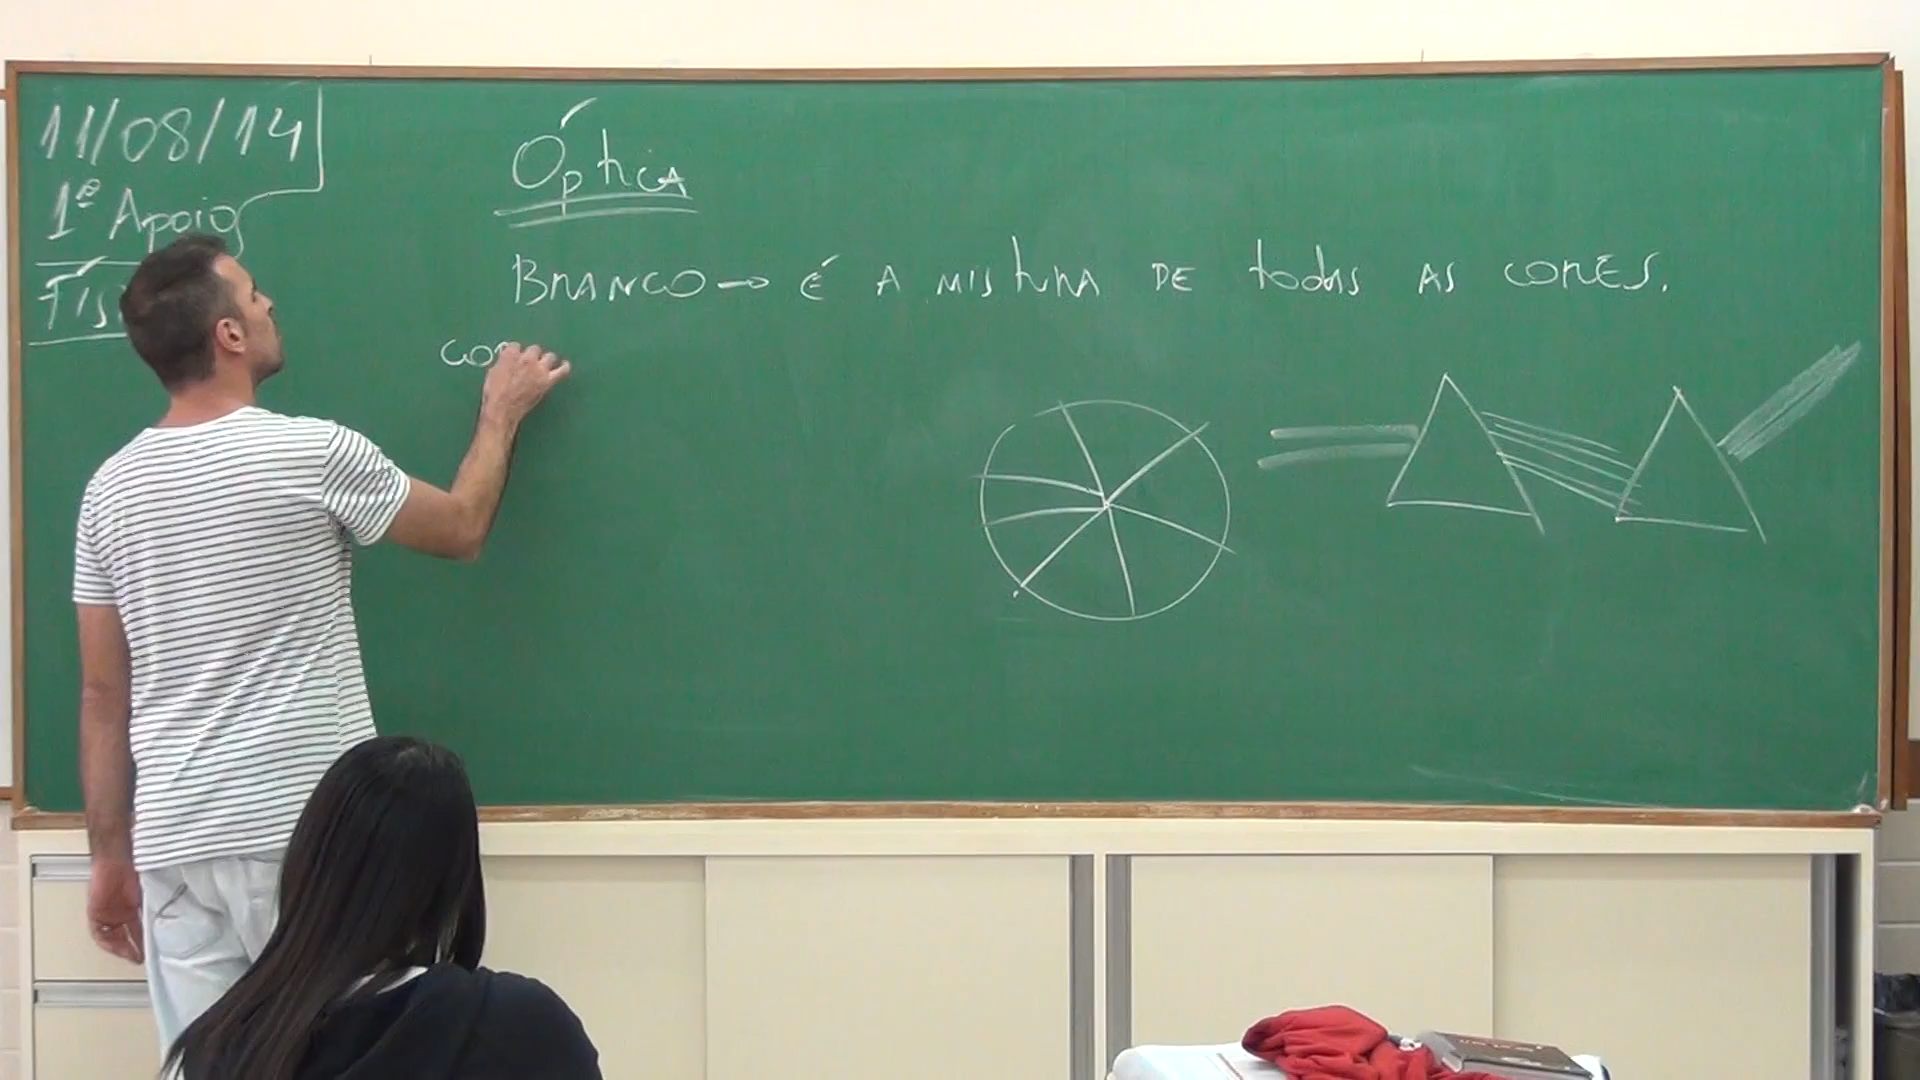 11/08/14
1º Apoio
Fís
Óptica
BRANCO → É A MISTURA DE todas AS CORES.
co